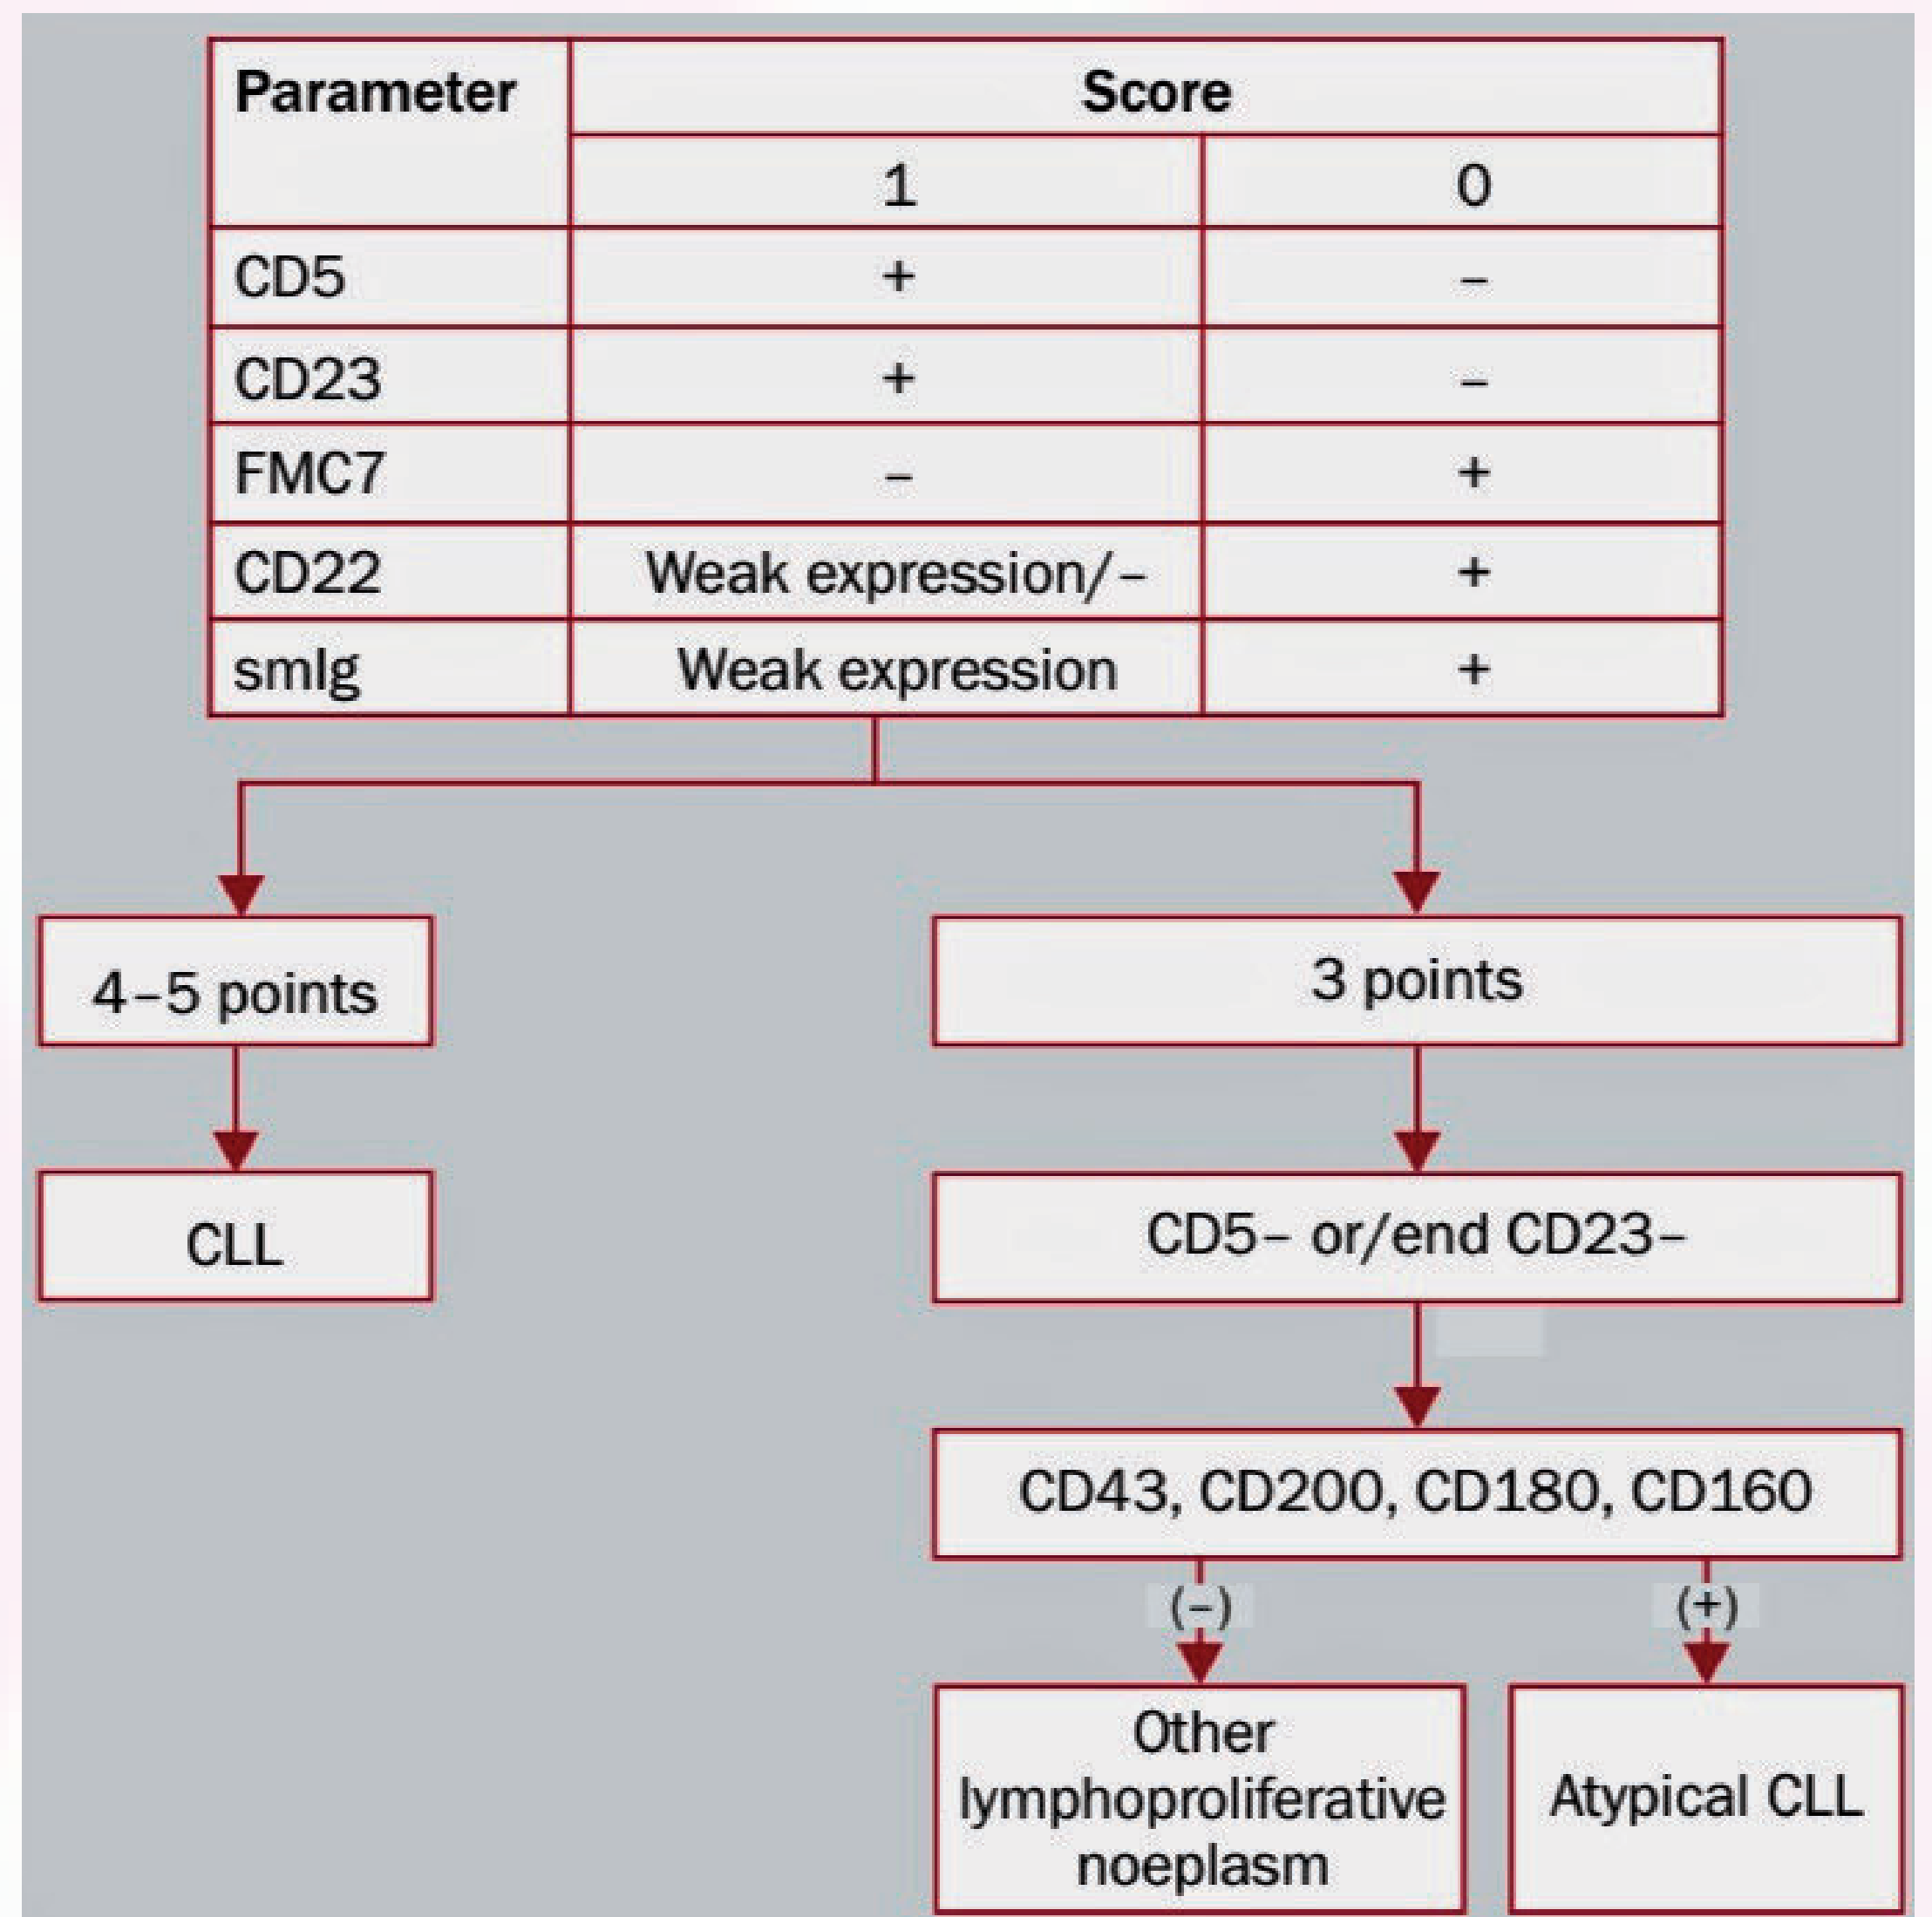 Parameter Score
1 0
CD5 + –
CD23 + –
FMC7 – +
CD22 Weak expression/– +
smIg Weak expression +
4–5 points 3 points
CLL CD5– or/end CD23–
CD43, CD200, CD180, CD160
(–) (+)
Other
lymphoproliferative
noeplasm
Atypical CLL